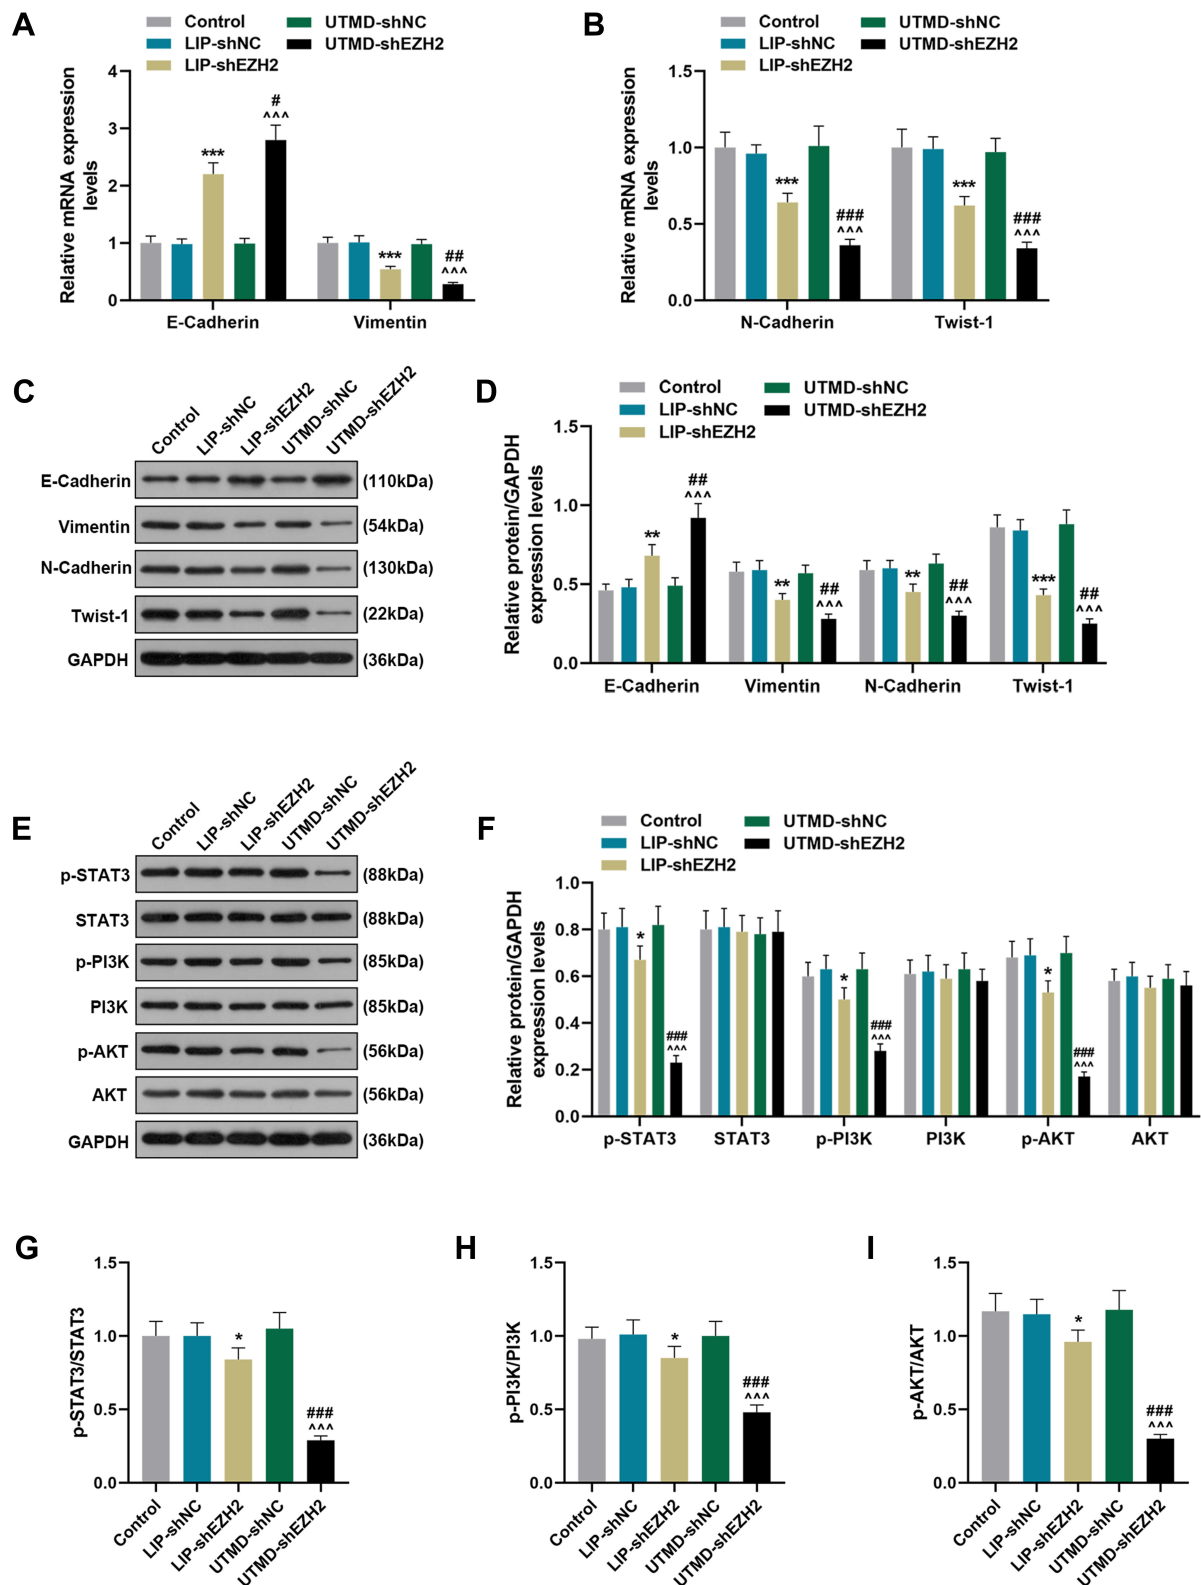 A
Control
LIP-shNC
LIP-shEZH2
UTMD-shNC
UTMD-shEZH2
Relative mRNA expression
levels
4
3
2
1
0
***
#
^^^
***
##
^^^
E-Cadherin
Vimentin
B
Control
LIP-shNC
LIP-shEZH2
UTMD-shNC
UTMD-shEZH2
Relative mRNA expression
levels
1.5
1.0
0.5
0.0
***
###
^^^
***
###
^^^
N-Cadherin
Twist-1
C
Control
LIP-shNC
LIP-shEZH2
UTMD-shNC
UTMD-shEZH2
E-Cadherin (110kDa)
Vimentin (54kDa)
N-Cadherin (130kDa)
Twist-1 (22kDa)
GAPDH (36kDa)
D
Control
LIP-shNC
LIP-shEZH2
UTMD-shNC
UTMD-shEZH2
Relative protein/GAPDH
expression levels
1.5
1.0
0.5
0.0
**
##
^^^
**
##
^^^
**
##
^^^
***
##
^^^
E-Cadherin
Vimentin
N-Cadherin
Twist-1
E
Control
LIP-shNC
LIP-shEZH2
UTMD-shNC
UTMD-shEZH2
p-STAT3 (88kDa)
STAT3 (88kDa)
p-PI3K (85kDa)
PI3K (85kDa)
p-AKT (56kDa)
AKT (56kDa)
GAPDH (36kDa)
F
Control
LIP-shNC
LIP-shEZH2
UTMD-shNC
UTMD-shEZH2
Relative protein/GAPDH
expression levels
1.0
0.8
0.6
0.4
0.2
0.0
*
###
^^^
*
###
^^^
*
###
^^^
p-STAT3
STAT3
p-PI3K
PI3K
p-AKT
AKT
G
p-STAT3/STAT3
1.5
1.0
0.5
0.0
*
###
^^^
Control
LIP-shNC
LIP-shEZH2
UTMD-shNC
UTMD-shEZH2
H
p-PI3K/PI3K
1.5
1.0
0.5
0.0
*
###
^^^
Control
LIP-shNC
LIP-shEZH2
UTMD-shNC
UTMD-shEZH2
I
p-AKT/AKT
1.5
1.0
0.5
0.0
*
###
^^^
Control
LIP-shNC
LIP-shEZH2
UTMD-shNC
UTMD-shEZH2